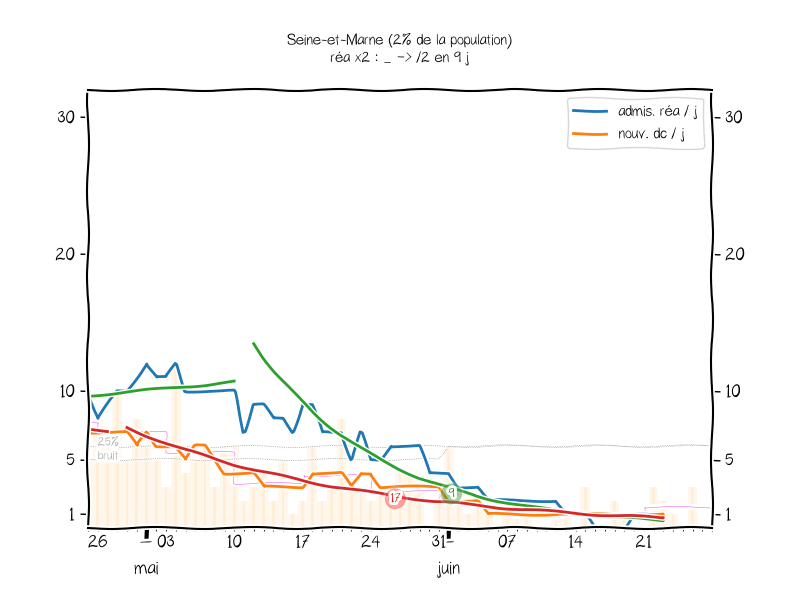 Seine-et-Marne (2% de la population)
réa x2 : _ -> /2 en 9 j
admis. réa / j
nouv. dc / j
30
30
20
20
10
10
25%
bruit
5
5
17
9
1
1
26 03 10 17 24 31 07 14 21
mai juin